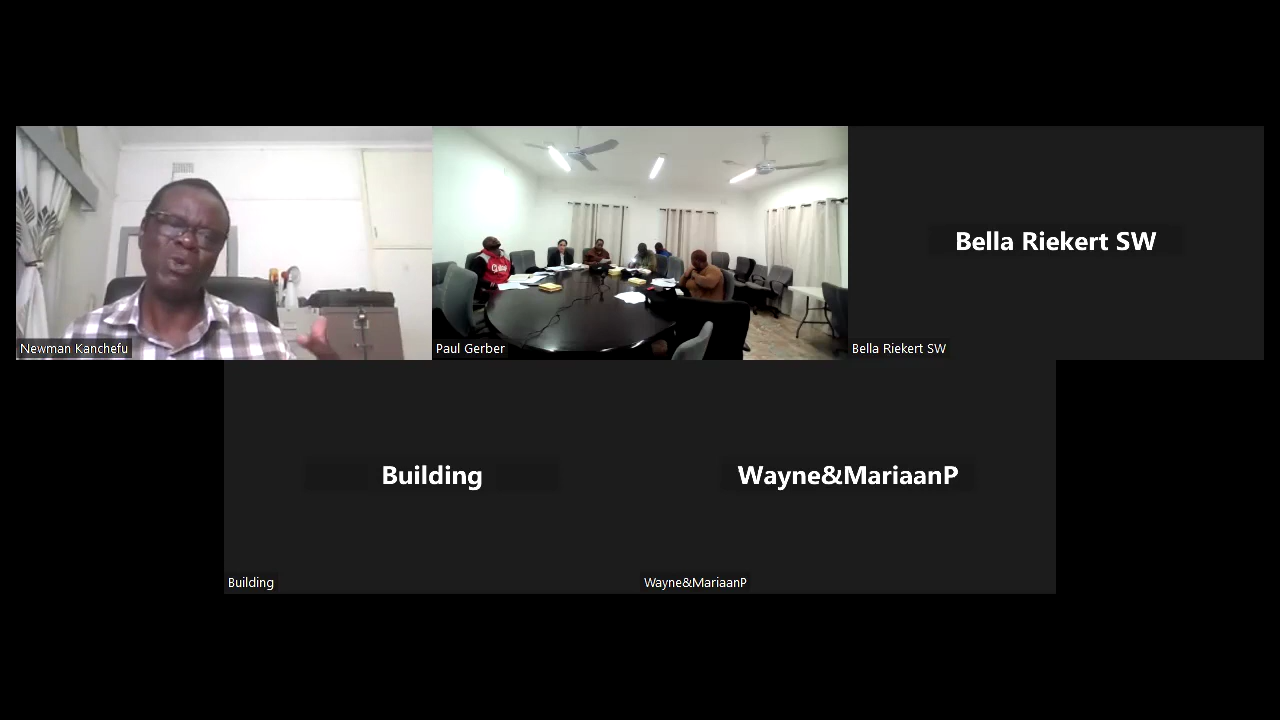 Newman Kanchefu
Paul Gerber
Bella Riekert SW
Bella Riekert SW
Building
Wayne&MariaanP
Building
Wayne&MariaanP